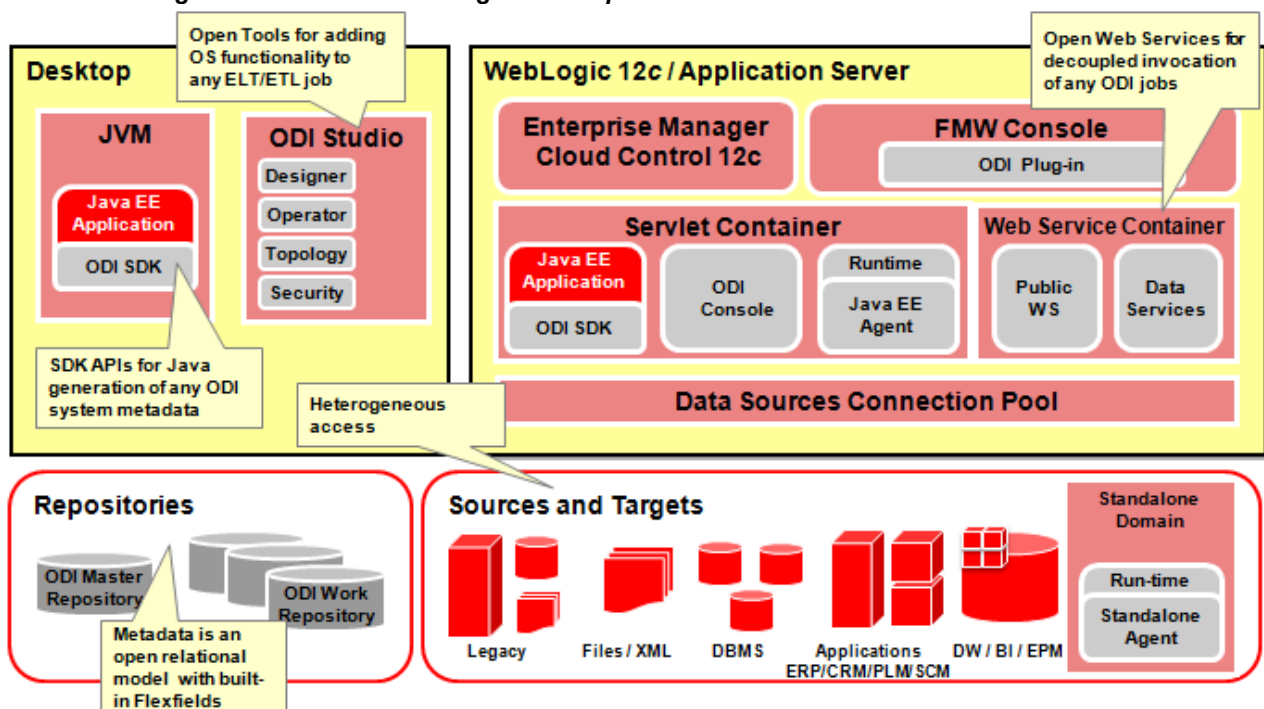 Open Tools for adding
OS functionality to
any ELT/ETL job
Open Web Services for
decoupled invocation
of any ODI jobs
Desktop
JVM
Java EE
Application
ODI SDK
ODI Studio
Designer
Operator
Topology
Security
SDK APIs for Java
generation of any ODI
system metadata
WebLogic 12c / Application Server
Enterprise Manager
Cloud Control 12c
FMW Console
ODI Plug-in
Servlet Container
Java EE
Application
ODI SDK
ODI
Console
Runtime
Java EE
Agent
Web Service Container
Public
WS
Data
Services
Data Sources Connection Pool
Heterogeneous
access
Repositories
ODI Master
Repository
ODI Work
Repository
Metadata is an
open relational
model with built-
in Flexfields
Sources and Targets
Legacy
Files / XML
DBMS
Applications
ERP/CRM/PLM/SCM
DW / BI / EPM
Standalone
Domain
Run-time
Standalone
Agent